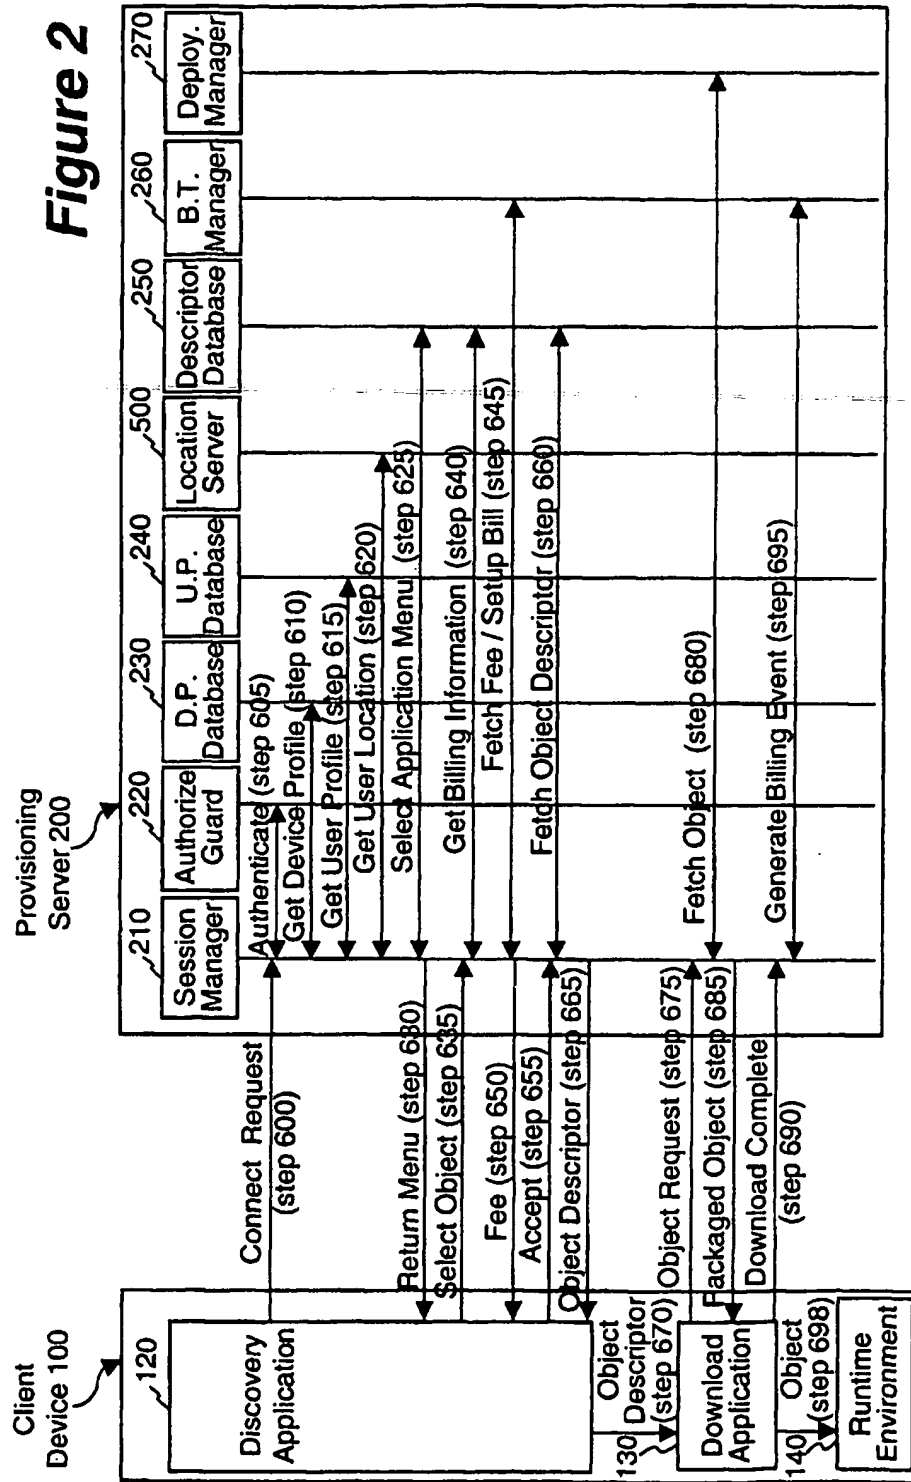 Figure 2
Client
Device 100
Provisioning
Server 200
120
Discovery
Application
210
Session
Manager
220
Authorize
Guard
230
D.P.
Database
240
U.P.
Database
500
Location
Server
250
Descriptor
Database
260
B.T.
Manager
270
Deploy.
Manager
Connect Request
(step 600)
Authenticate (step 605)
Get Device Profile (step 610)
Get User Profile (step 615)
Get User Location (step 620)
Select Application Menu (step 625)
Return Menu (step 630)
Select Object (step 635)
Get Billing Information (step 640)
Fetch Fee / Setup Bill (step 645)
Fee (step 650)
Accept (step 655)
Fetch Object Descriptor (step 660)
Object Descriptor (step 665)
Object
Descriptor
(step 670)
130
Download
Application
Object Request (step 675)
Fetch Object (step 680)
Packaged Object (step 685)
Download Complete
(step 690)
Generate Billing Event (step 695)
Object
(step 698)
140
Runtime
Environment